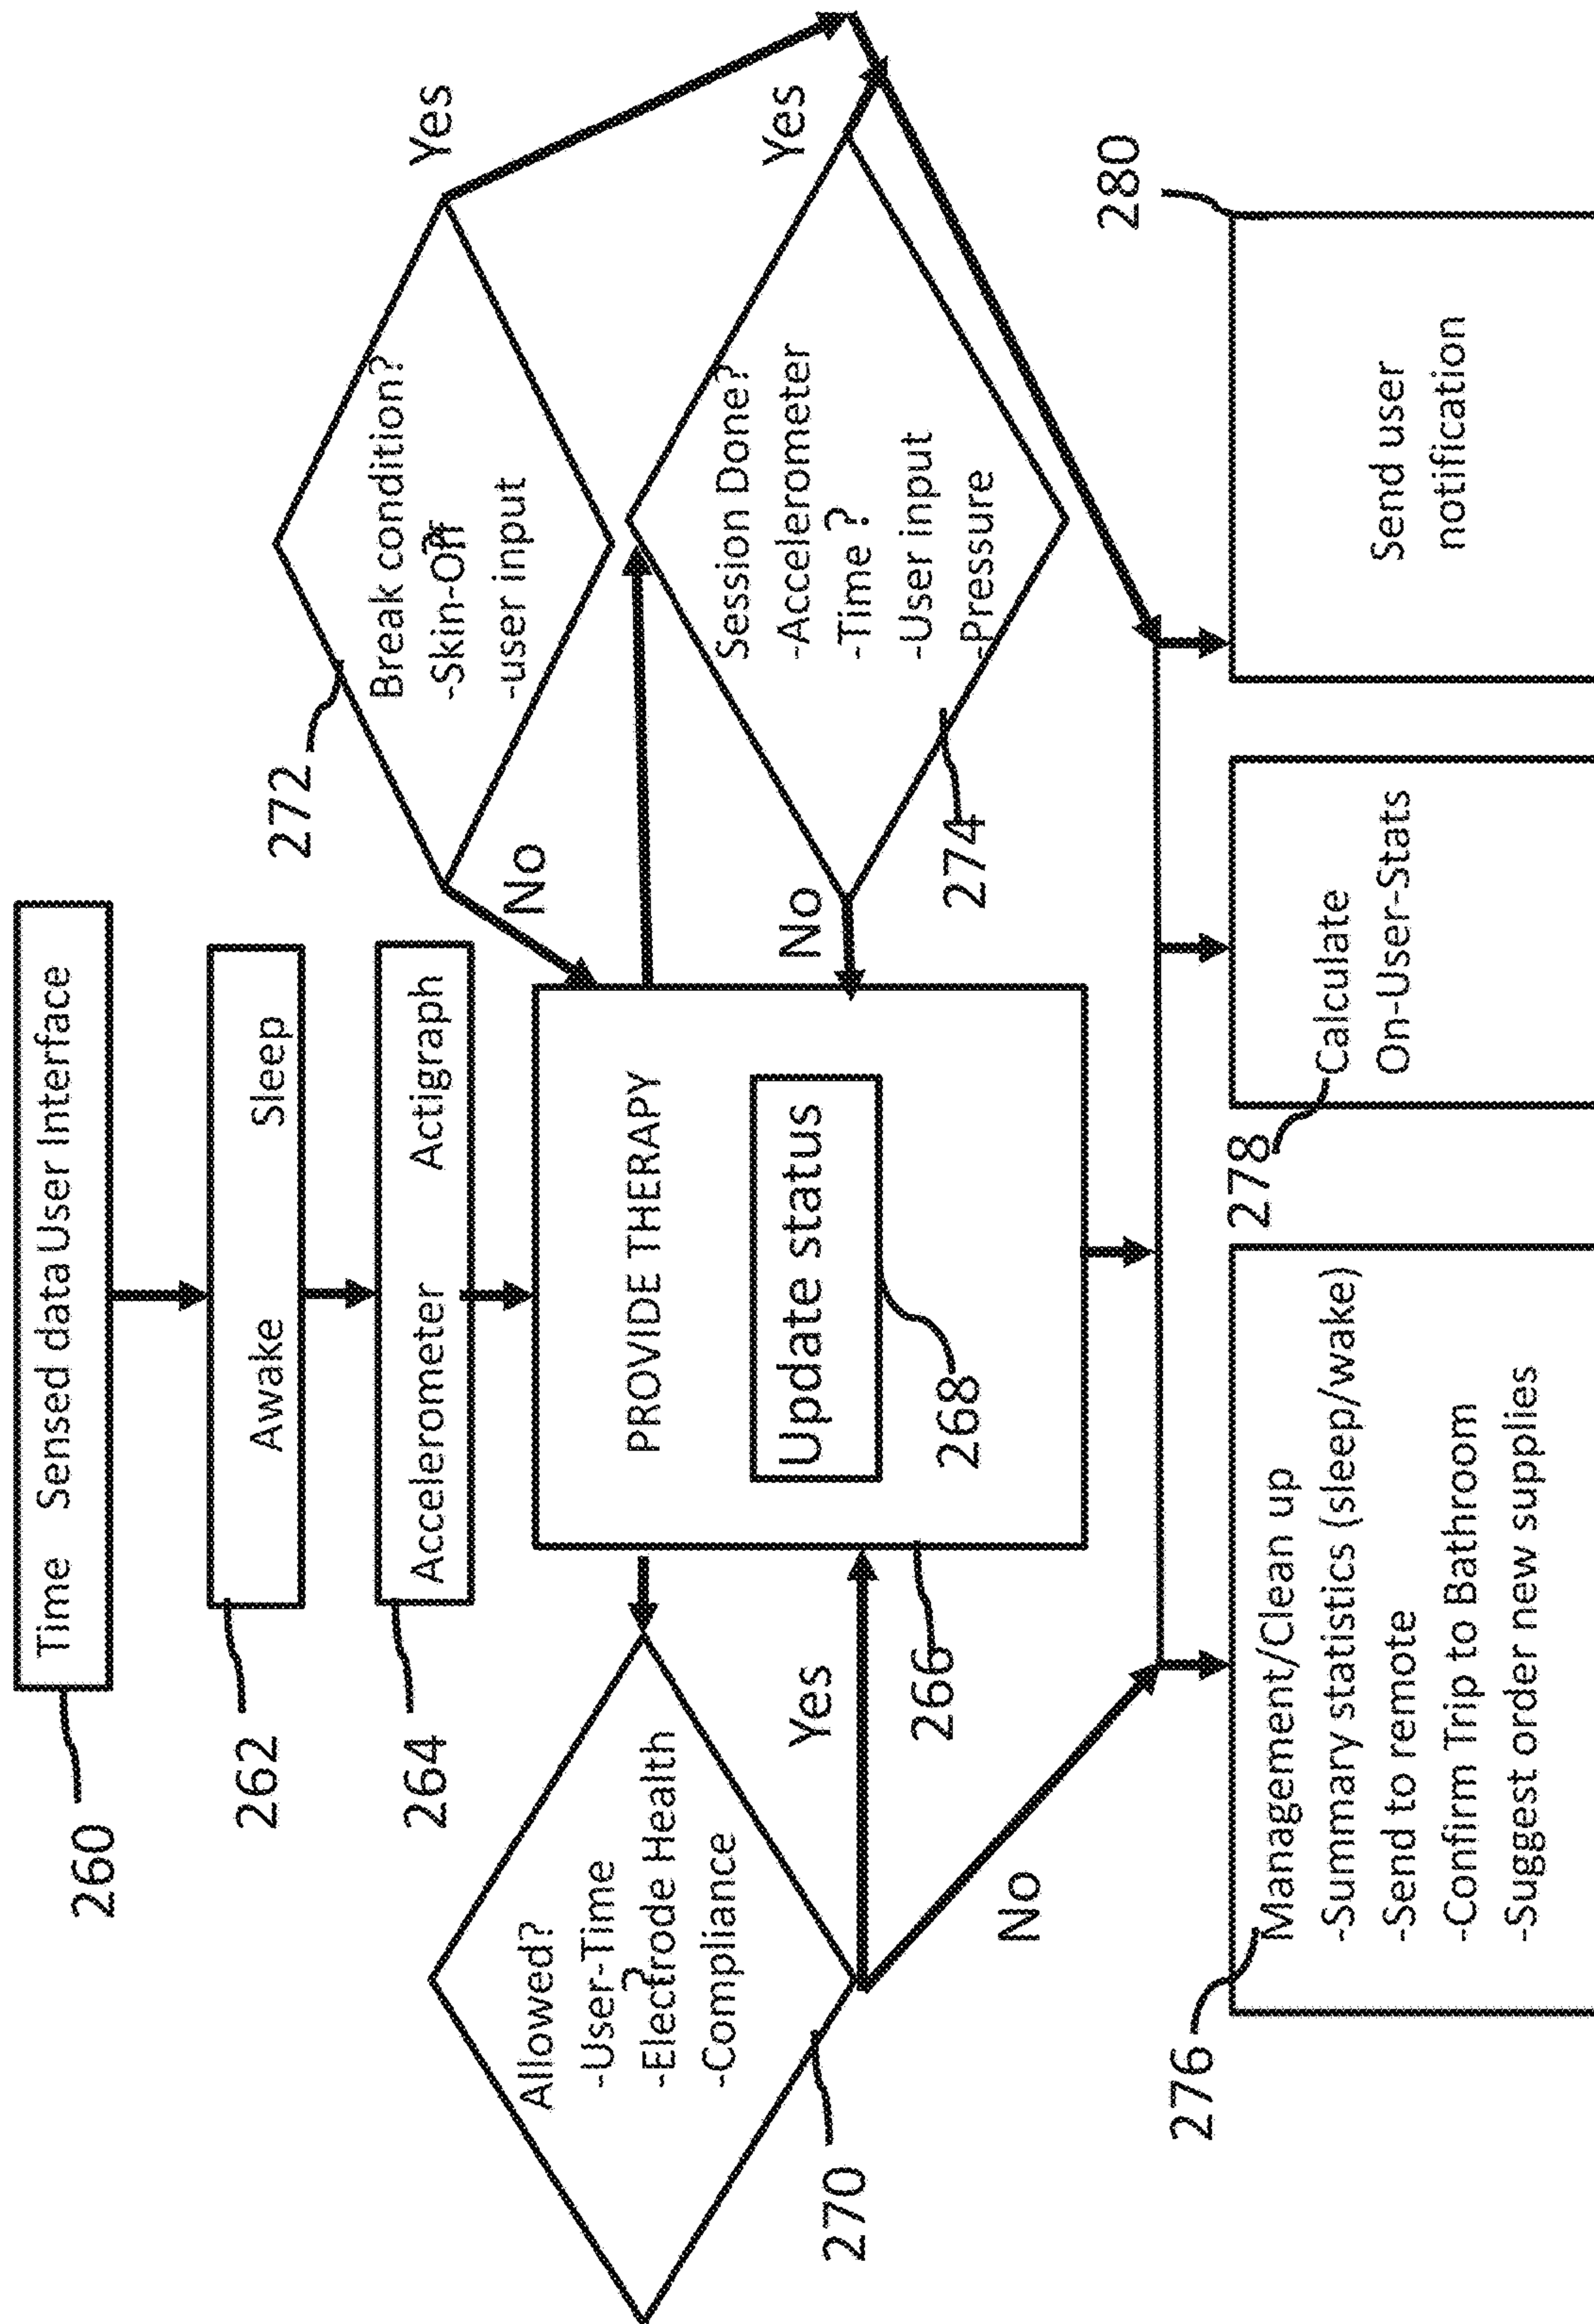 Time Sensed data User Interface
260
Awake Sleep
262
Accelerometer Actigraph
264
PROVIDE THERAPY
Update status
268
266
Allowed?
-User-Time
?
-Electrode Health
-Compliance
270
Yes
No
Break condition?
-Skin-Off
?
-user input
272
Yes
No
Session Done?
-Accelerometer
-Time ?
-User input
-Pressure
274
Yes
No
276
Management/Clean up
-Summary statistics (sleep/wake)
-Send to remote
-Confirm Trip to Bathroom
-Suggest order new supplies
278
Calculate
On-User-Stats
280
Send user
notification